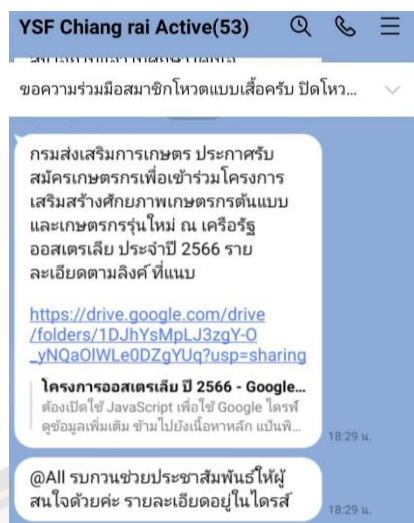 YSF Chiang rai Active(53)
ขอความร่วมมือสมาชิกโหวตแบบเสื้อครับ ปิดโหว...
กรมส่งเสริมการเกษตร ประกาศรับ
สมัครเกษตรกรเพื่อเข้าร่วมโครงการ
เสริมสร้างศักยภาพเกษตรกรต้นแบบ
และเกษตรกรรุ่นใหม่ ณ เครือรัฐ
ออสเตรเลีย ประจำปี 2566 ราย
ละเอียดตามลิงค์ ที่แนบ
https://drive.google.com/drive
/folders/1DJhYsMpLJ3zgY-O
_yNQaOlWLe0DZgYUq?usp=sharing
โครงการออสเตรเลีย ปี 2566 - Google...
ต้องเปิดใช้ JavaScript เพื่อใช้ Google ไดรฟ์
ดูข้อมูลเพิ่มเติม ข้ามไปยังเนื้อหาหลัก แป้นพิ...
18:29 น.
@All รบกวนช่วยประชาสัมพันธ์ให้ผู้
สนใจด้วยค่ะ รายละเอียดอยู่ในไดรส์
18:29 น.